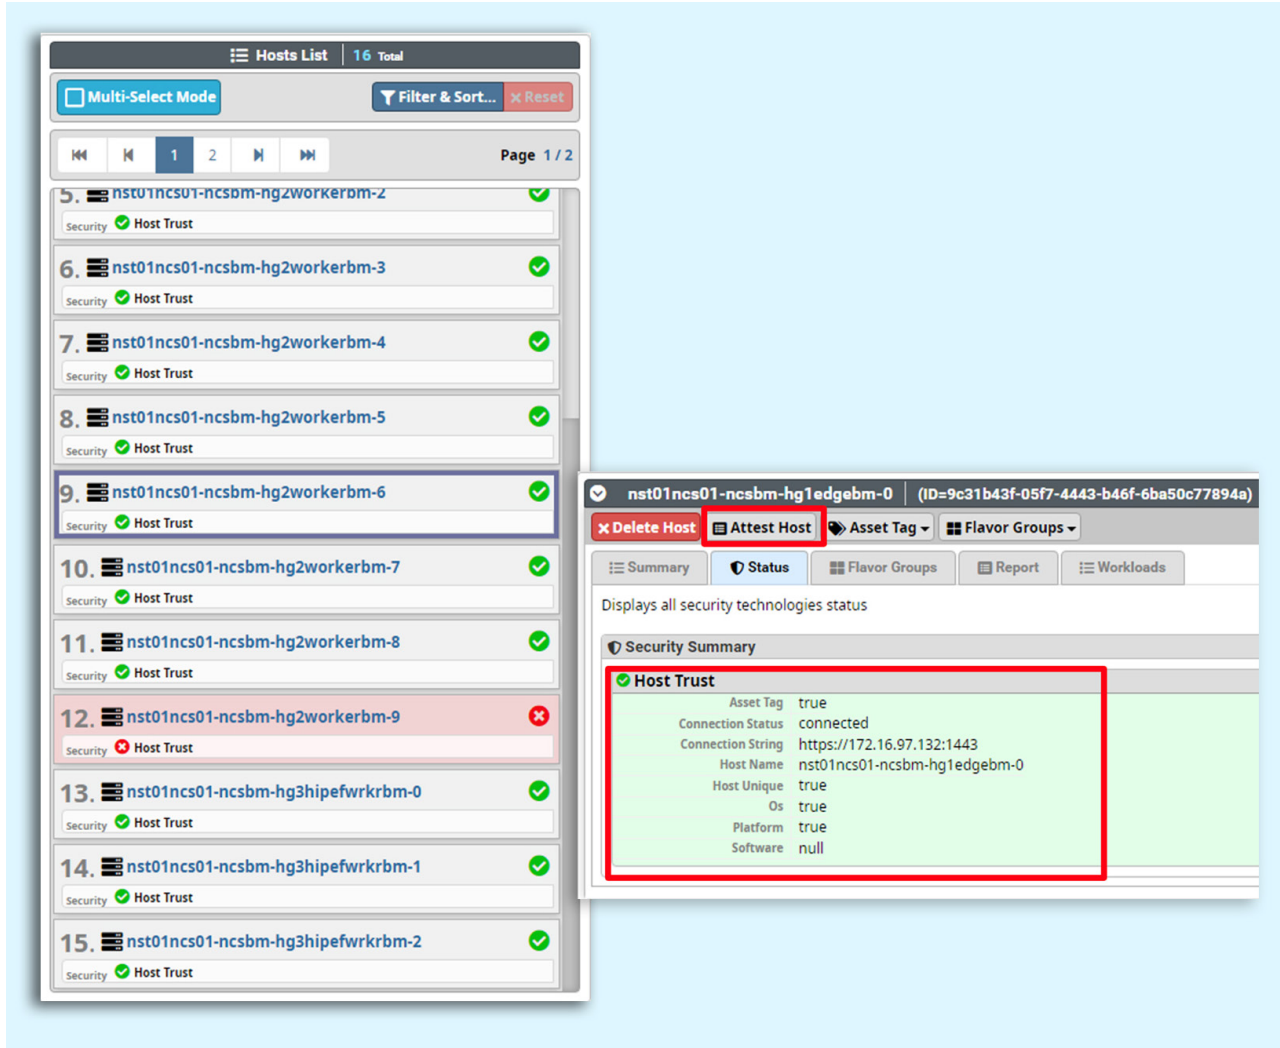 Hosts List | 16 Total
Multi-Select Mode
Filter & Sort... Reset
1 2 Page 1 / 2
5. nst01ncs01-ncsbm-hg2workerbm-2
Security Host Trust
6. nst01ncs01-ncsbm-hg2workerbm-3
Security Host Trust
7. nst01ncs01-ncsbm-hg2workerbm-4
Security Host Trust
8. nst01ncs01-ncsbm-hg2workerbm-5
Security Host Trust
9. nst01ncs01-ncsbm-hg2workerbm-6
Security Host Trust
10. nst01ncs01-ncsbm-hg2workerbm-7
Security Host Trust
11. nst01ncs01-ncsbm-hg2workerbm-8
Security Host Trust
12. nst01ncs01-ncsbm-hg2workerbm-9
Security Host Trust
13. nst01ncs01-ncsbm-hg3hipefwrkrbm-0
Security Host Trust
14. nst01ncs01-ncsbm-hg3hipefwrkrbm-1
Security Host Trust
15. nst01ncs01-ncsbm-hg3hipefwrkrbm-2
Security Host Trust
nst01ncs01-ncsbm-hg1edgebm-0 | (ID=9c31b43f-05f7-4443-b46f-6ba50c77894a)
Delete Host Attest Host Asset Tag Flavor Groups
Summary Status Flavor Groups Report Workloads
Displays all security technologies status
Security Summary
Host Trust
Asset Tag true
Connection Status connected
Connection String https://172.16.97.132:1443
Host Name nst01ncs01-ncsbm-hg1edgebm-0
Host Unique true
Os true
Platform true
Software null